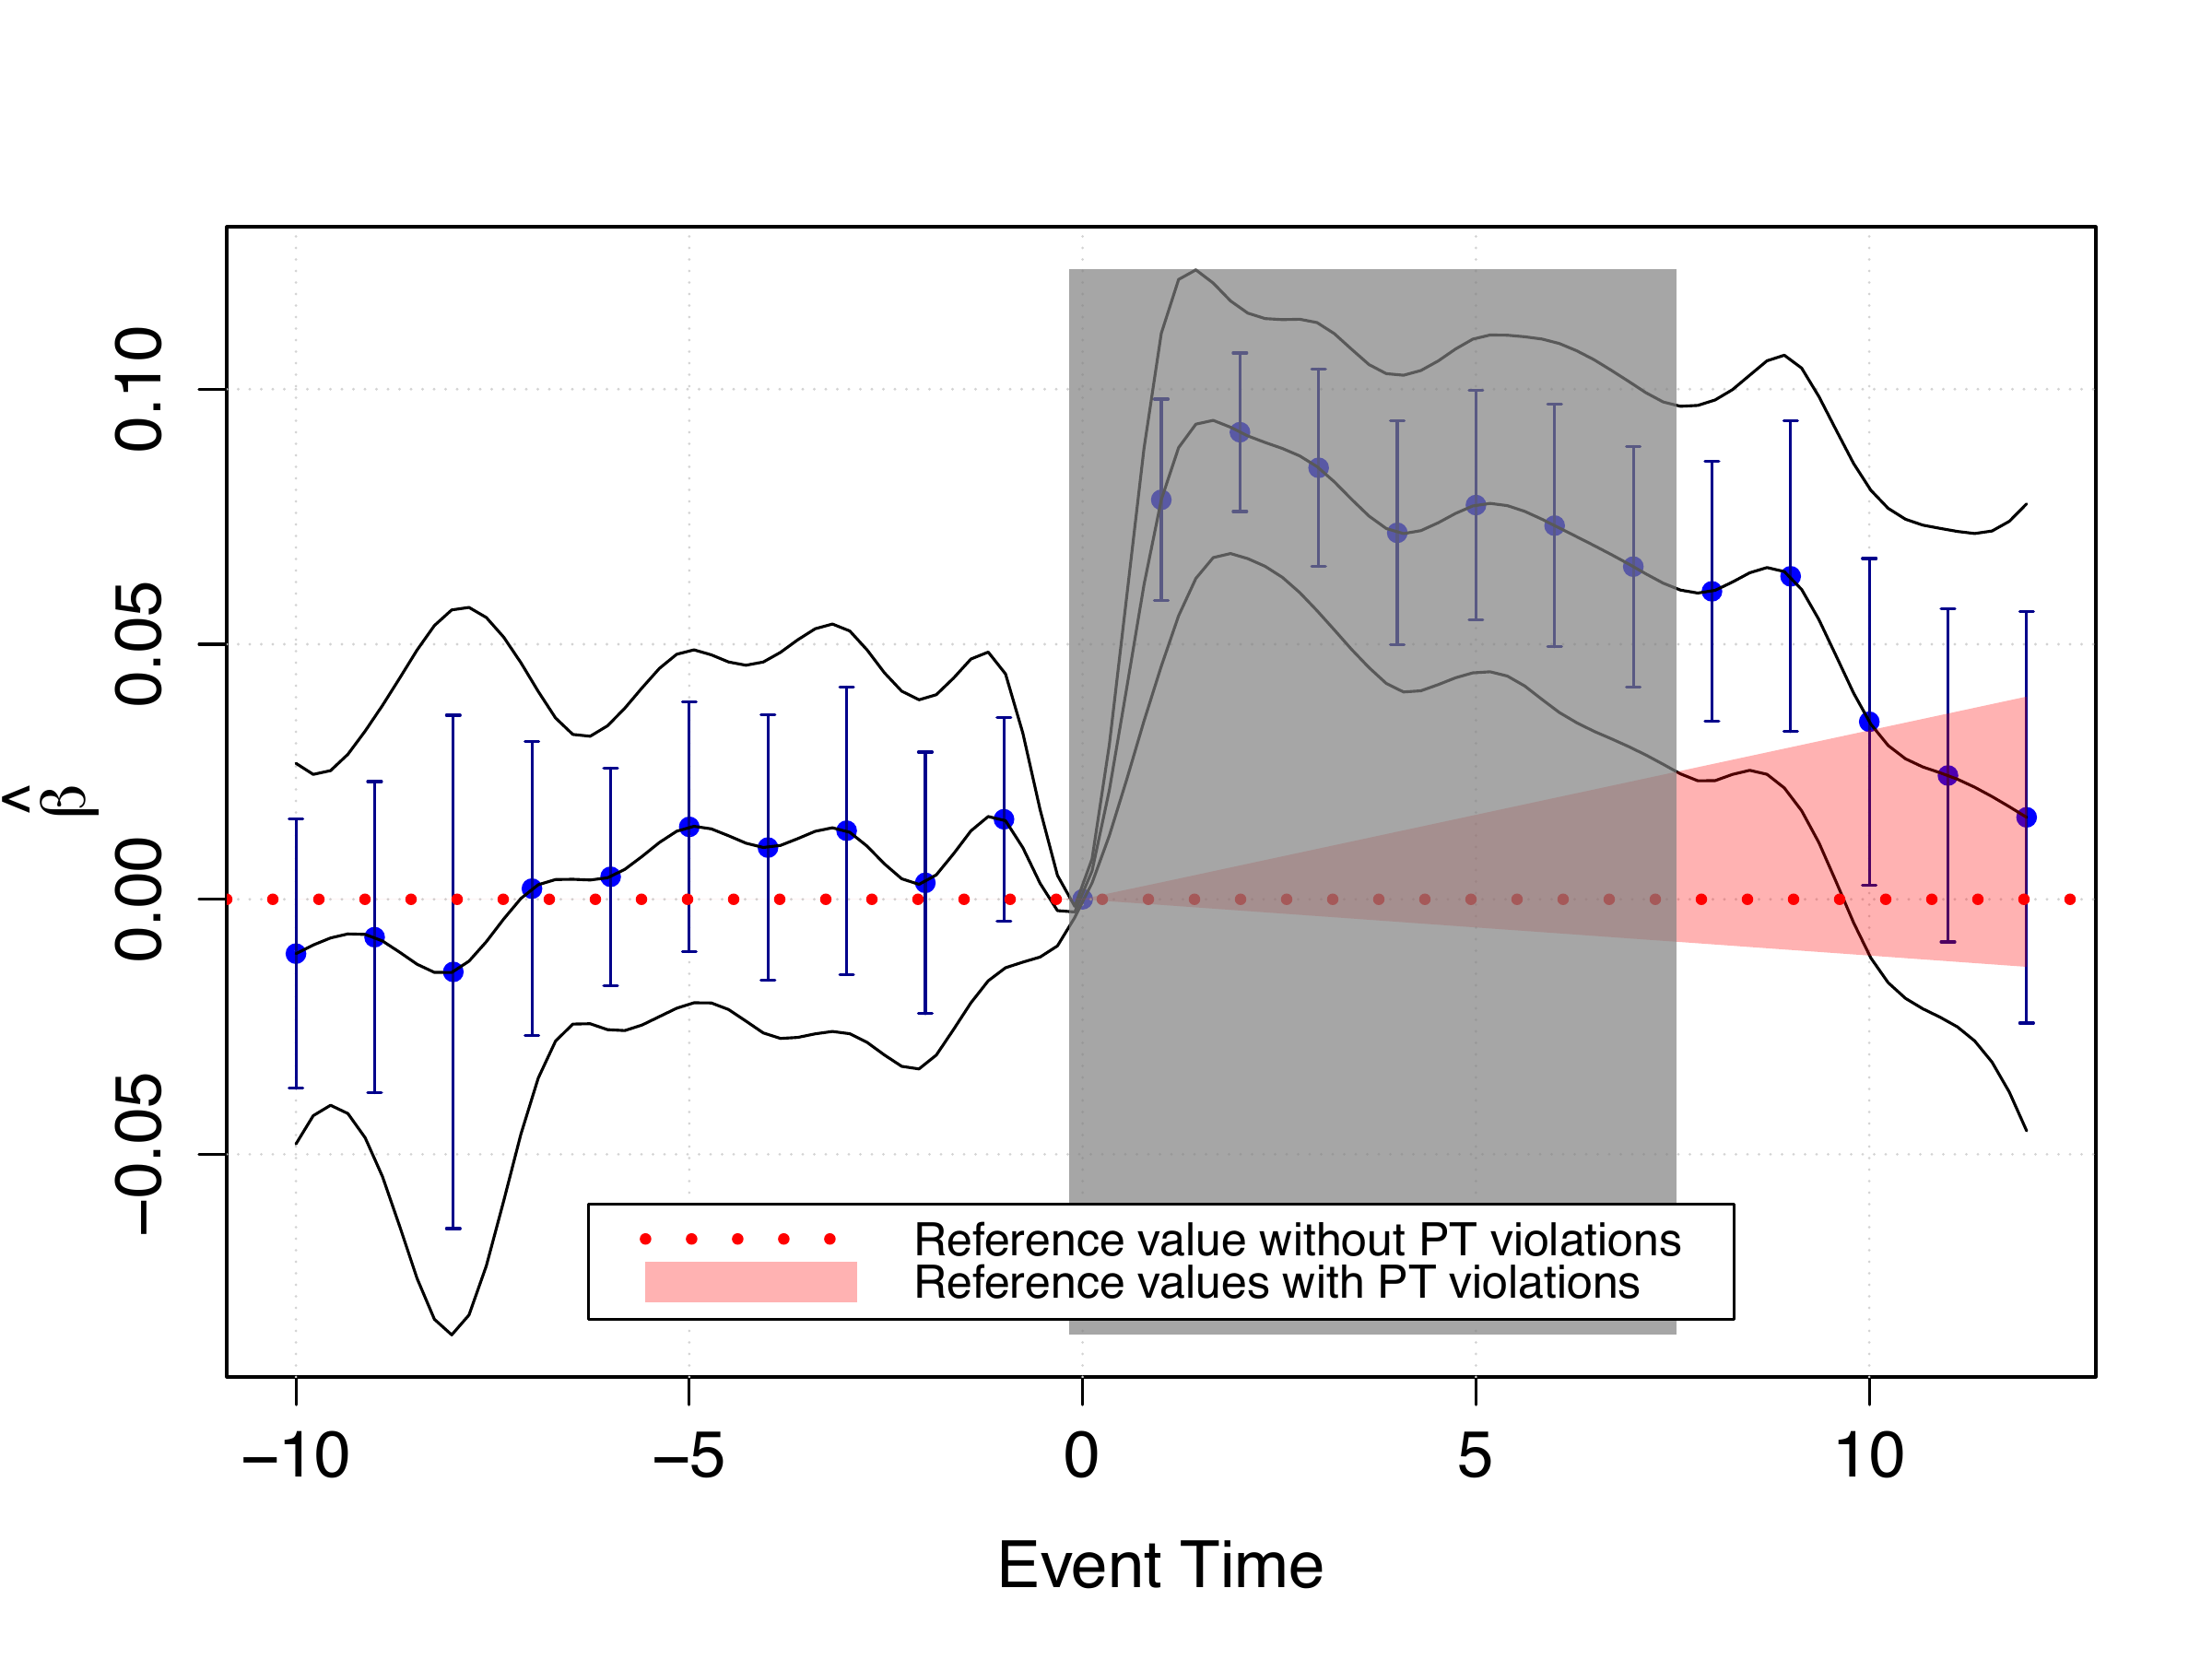 0.10
0.05
0.00
−0.05
β̂
Reference value without PT violations
Reference values with PT violations
−10 −5 0 5 10
Event Time